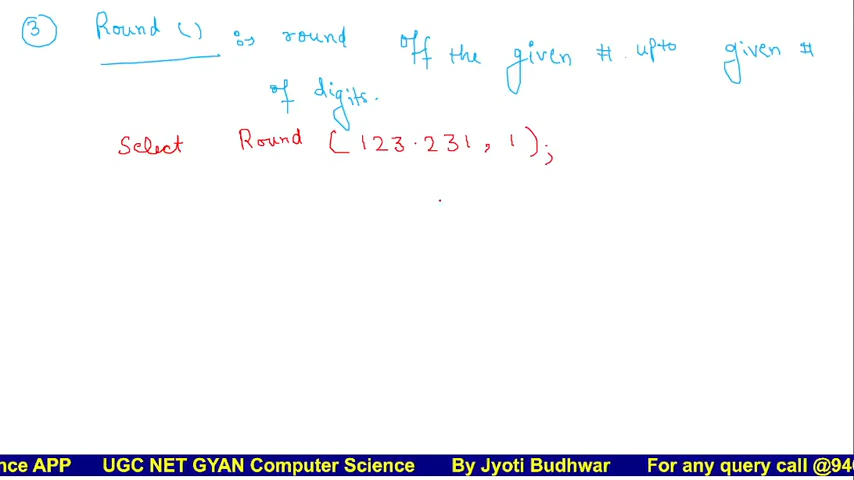 ③ Round () :→ round off the given #. upto given #
of digits.
Select Round (123.231, 1);
nce APP UGC NET GYAN Computer Science By Jyoti Budhwar For any query call @94